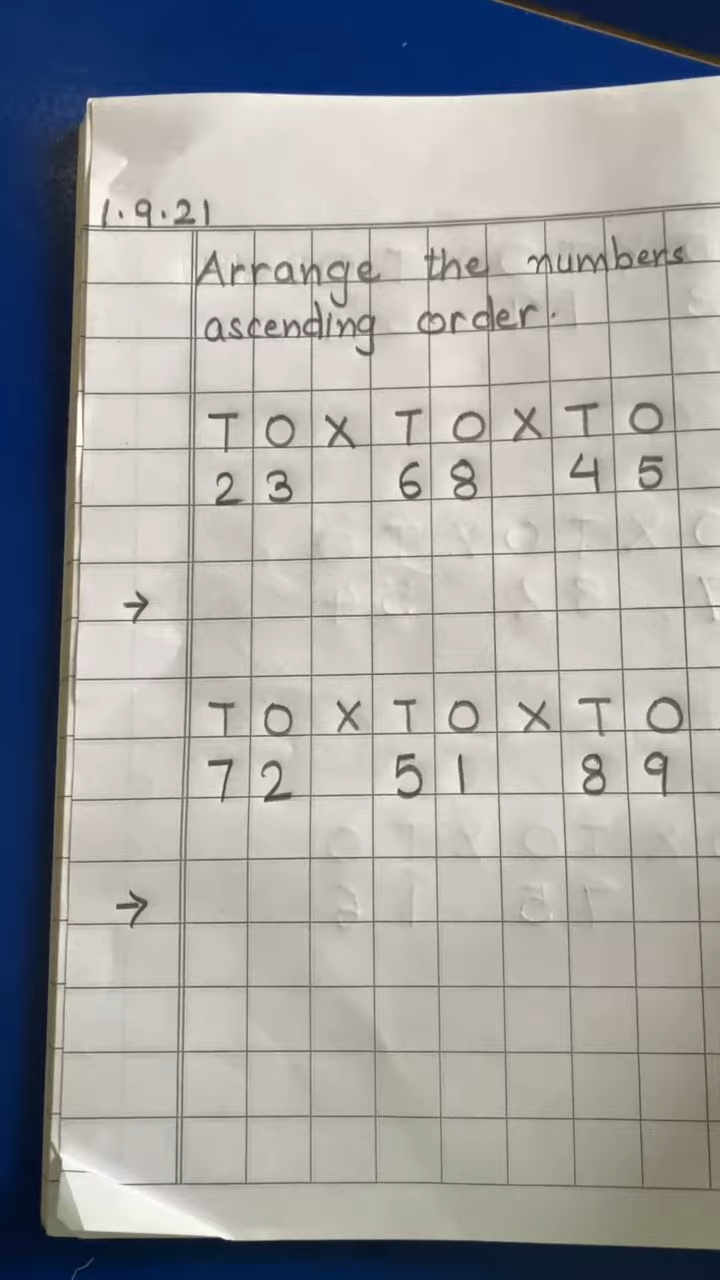 1.9.21
Arrange the numbers
ascending order.
T O X T O X T O
2 3 6 8 4 5
→
T O X T O X T O
7 2 5 1 8 9
→